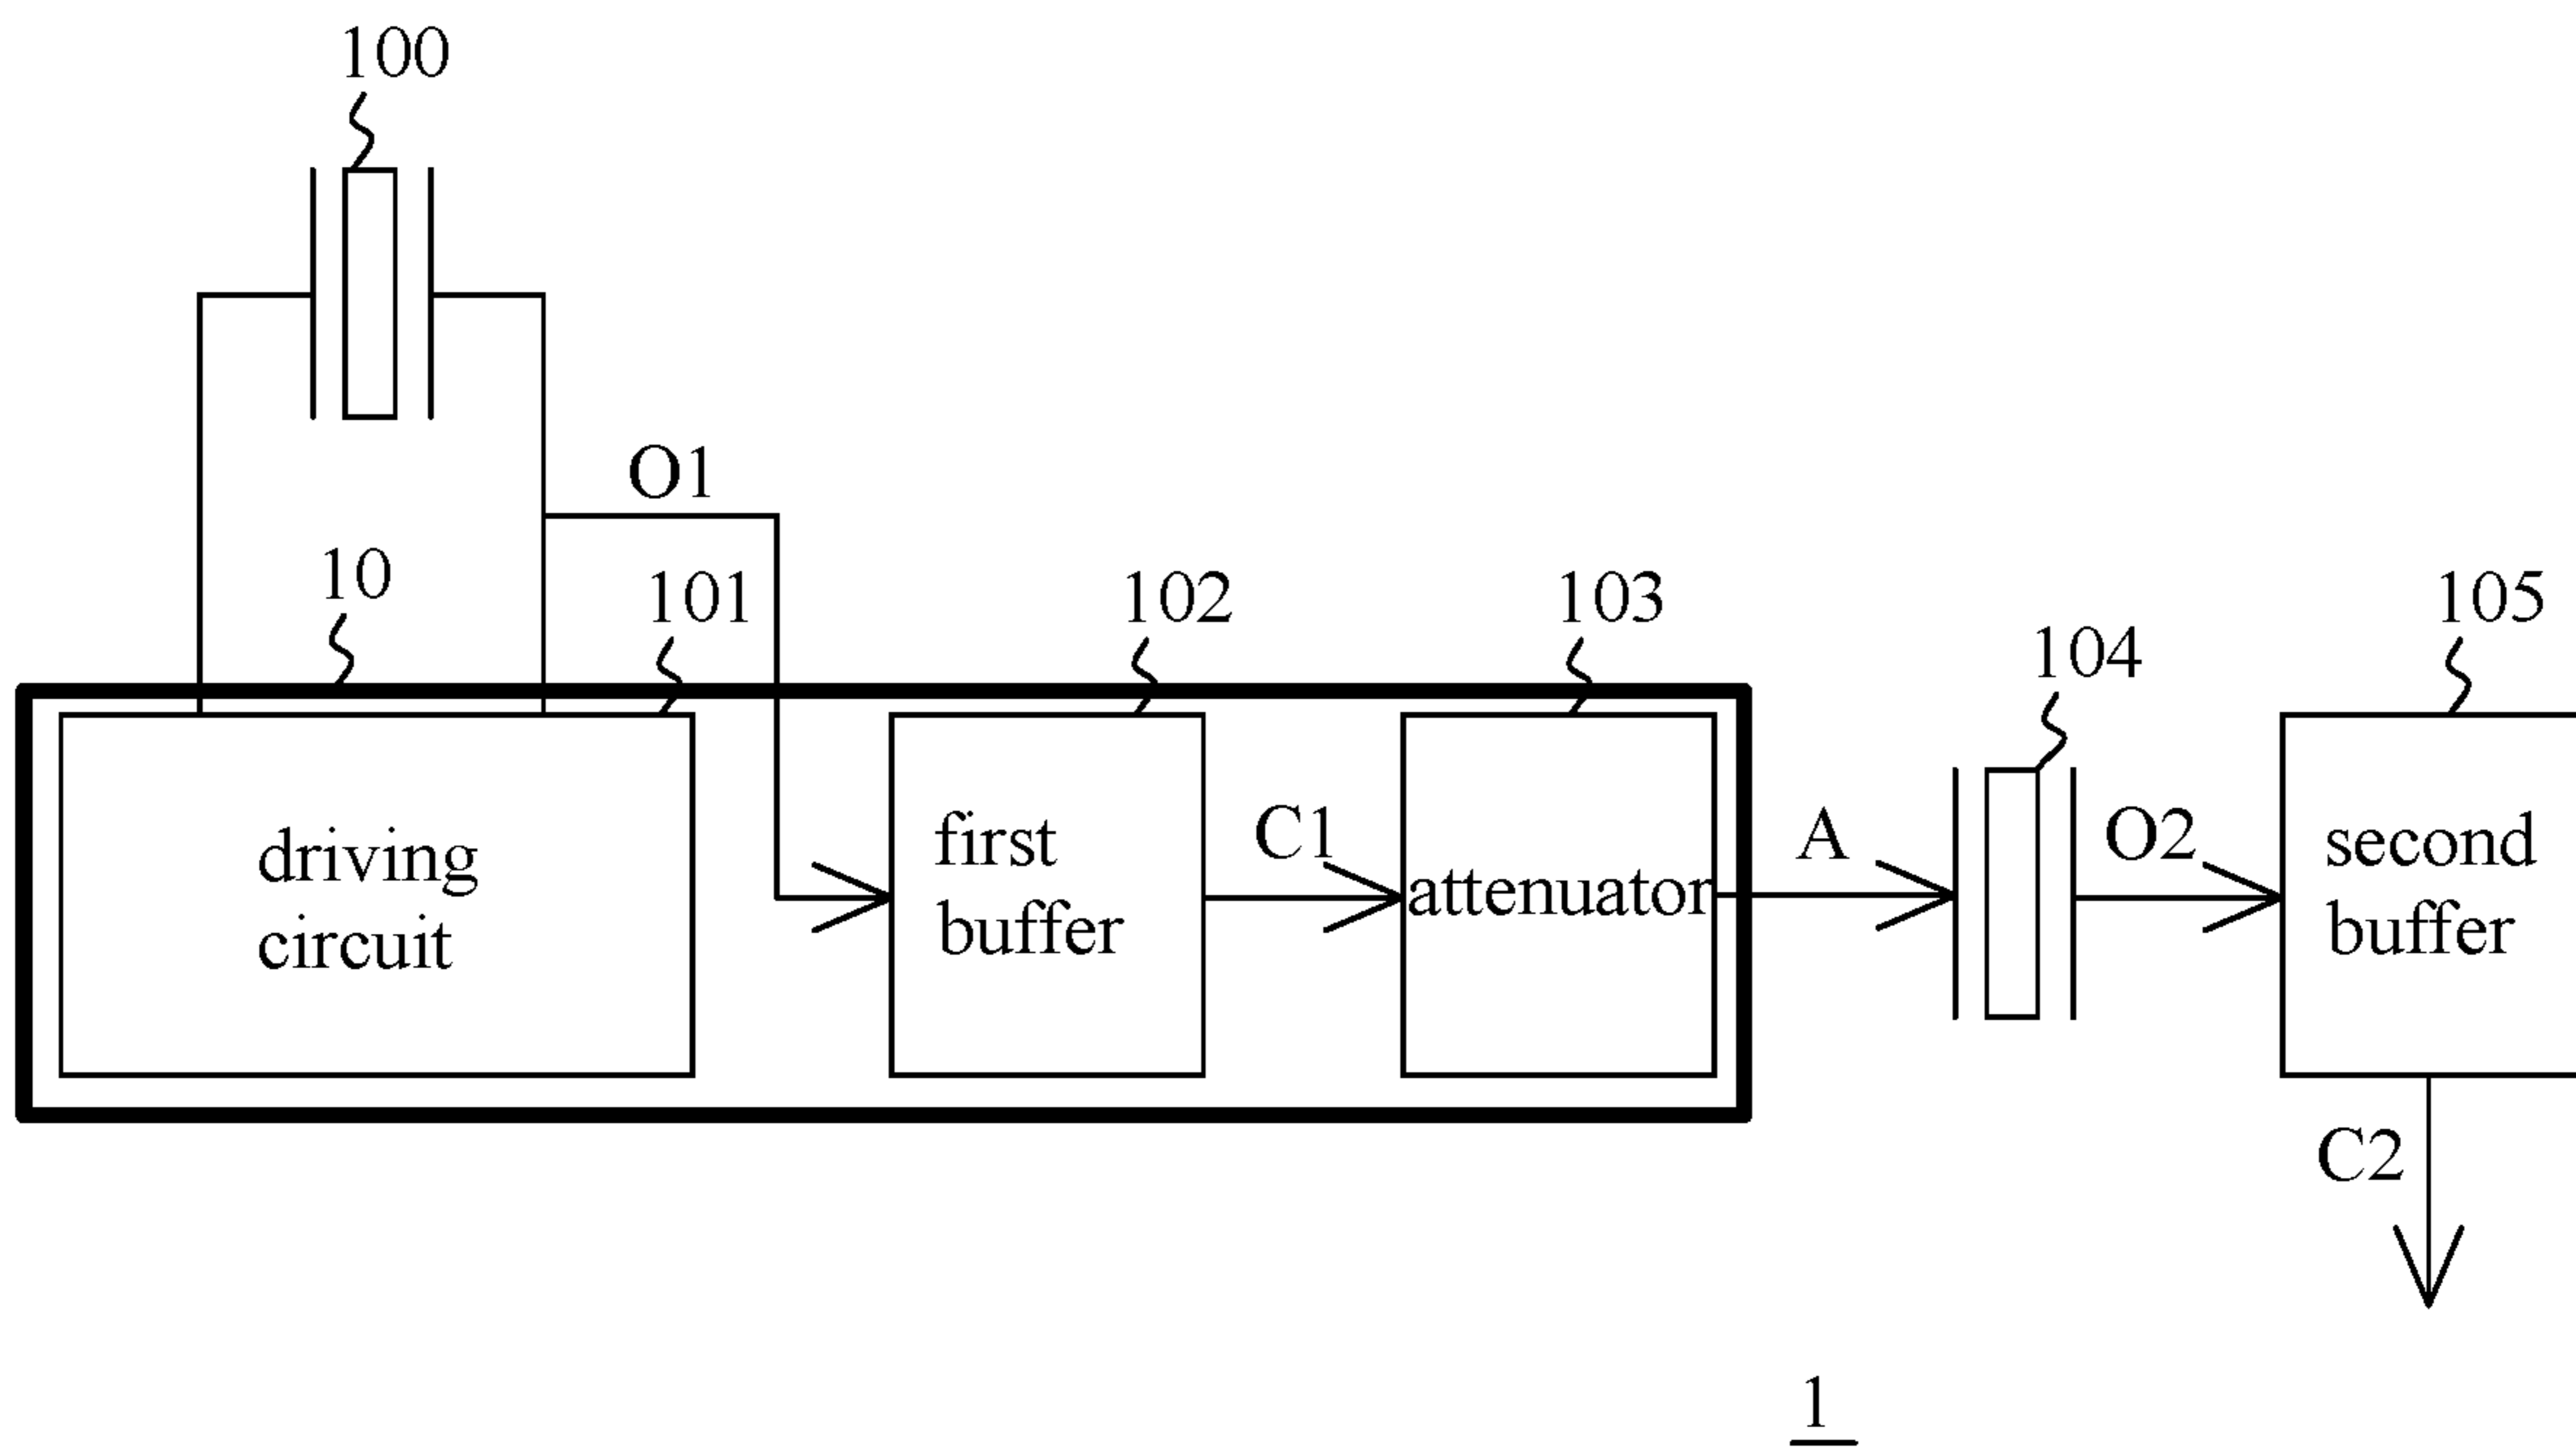 100
O1
10
101
102
103
104
105
driving
circuit
first
buffer
C1
attenuator
A
O2
second
buffer
C2
1